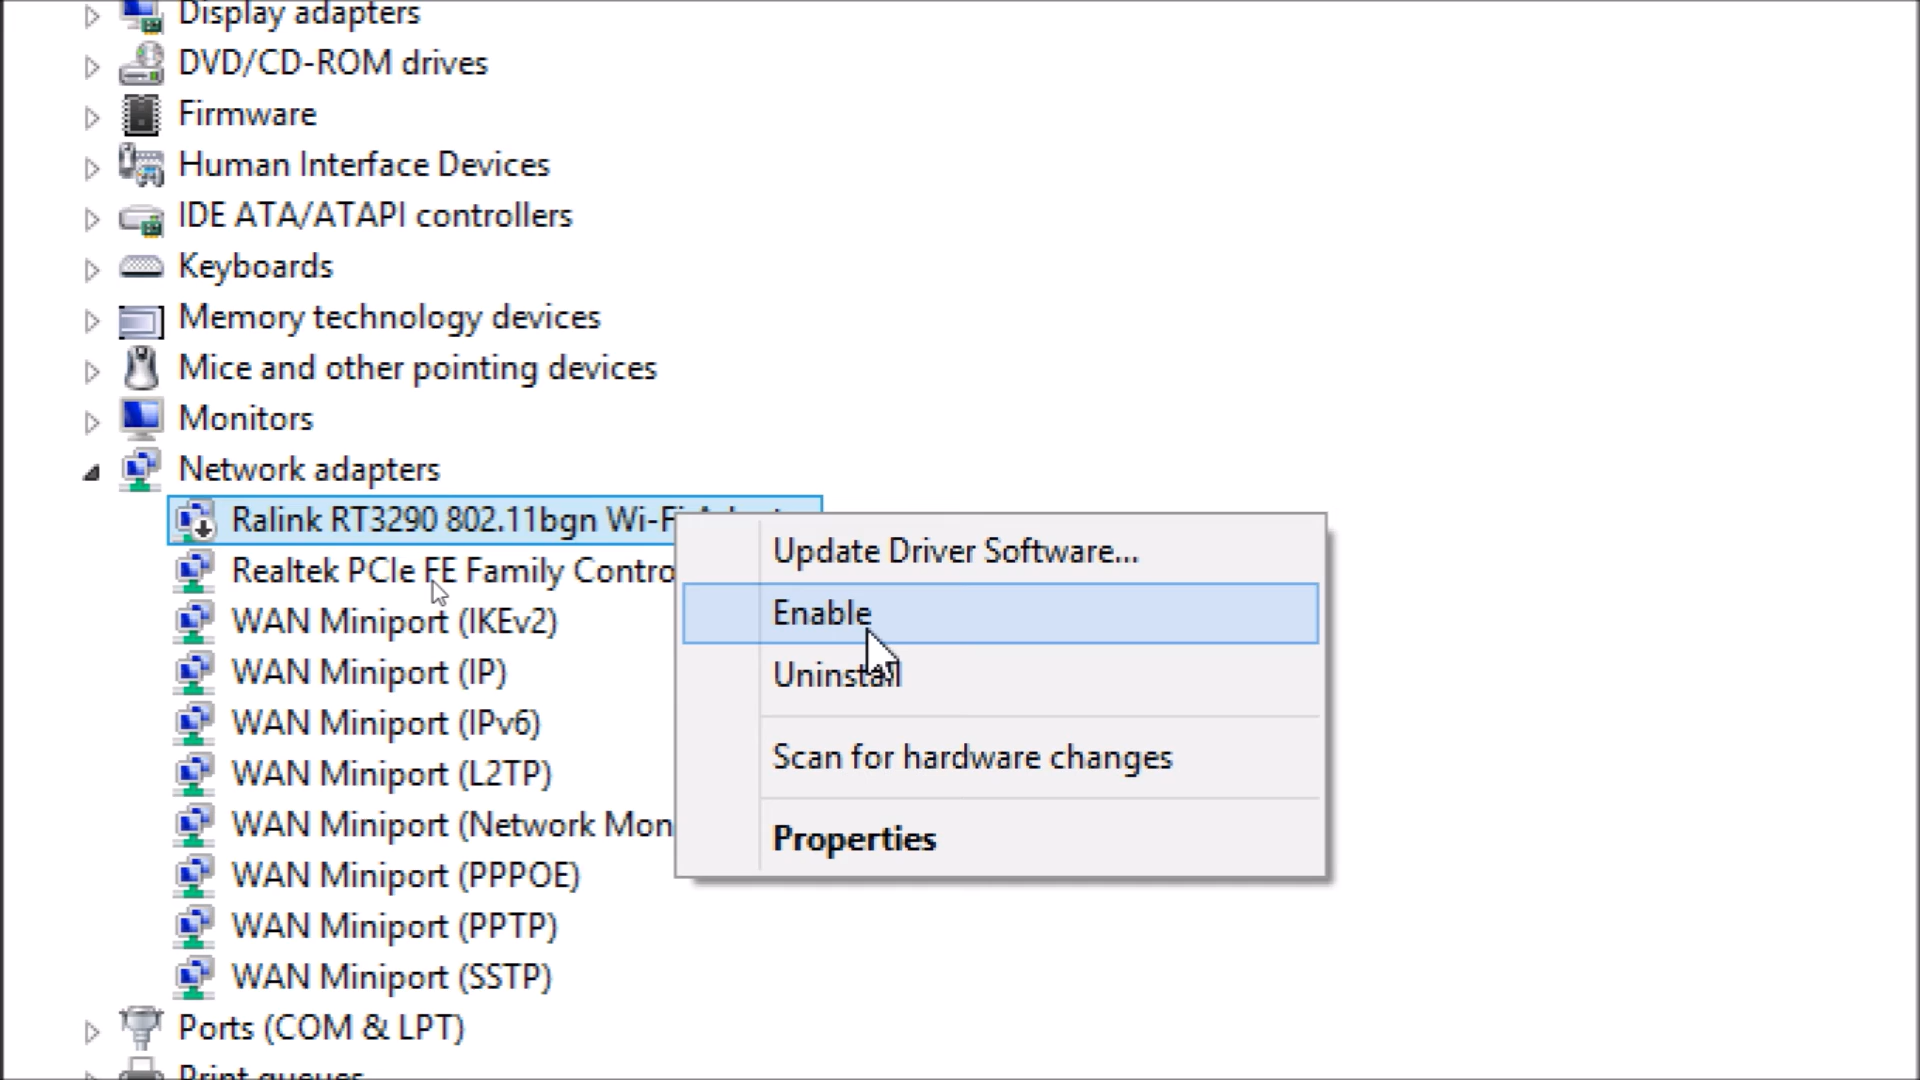 Display adapters
DVD/CD-ROM drives
Firmware
Human Interface Devices
IDE ATA/ATAPI controllers
Keyboards
Memory technology devices
Mice and other pointing devices
Monitors
Network adapters
Ralink RT3290 802.11bgn Wi-Fi
Realtek PCIe FE Family Contro
WAN Miniport (IKEv2)
WAN Miniport (IP)
WAN Miniport (IPv6)
WAN Miniport (L2TP)
WAN Miniport (Network Mon
WAN Miniport (PPPOE)
WAN Miniport (PPTP)
WAN Miniport (SSTP)
Ports (COM & LPT)
Print queues
Update Driver Software...
Enable
Uninstall
Scan for hardware changes
Properties